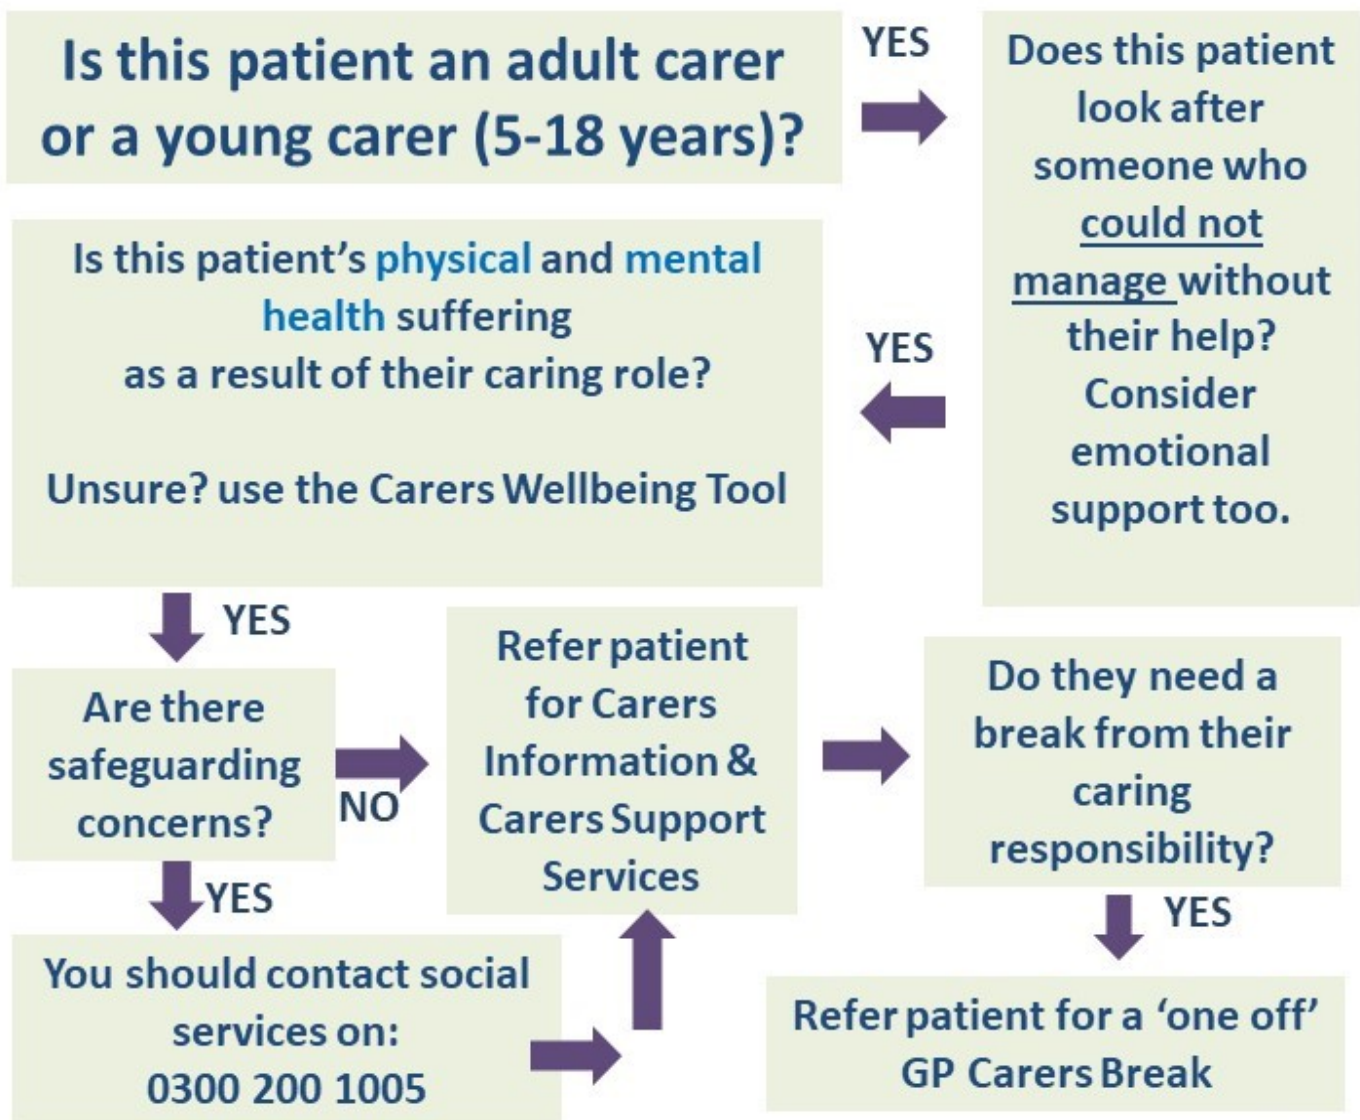 Is this patient an adult carer
or a young carer (5-18 years)?
YES
Does this patient
look after
someone who
could not
manage without
their help?
Consider
emotional
support too.
YES
Is this patient’s physical and mental
health suffering
as a result of their caring role?
Unsure? use the Carers Wellbeing Tool
YES
Are there
safeguarding
concerns?
NO
YES
You should contact social
services on:
0300 200 1005
Refer patient
for Carers
Information &
Carers Support
Services
Do they need a
break from their
caring
responsibility?
YES
Refer patient for a ‘one off’
GP Carers Break